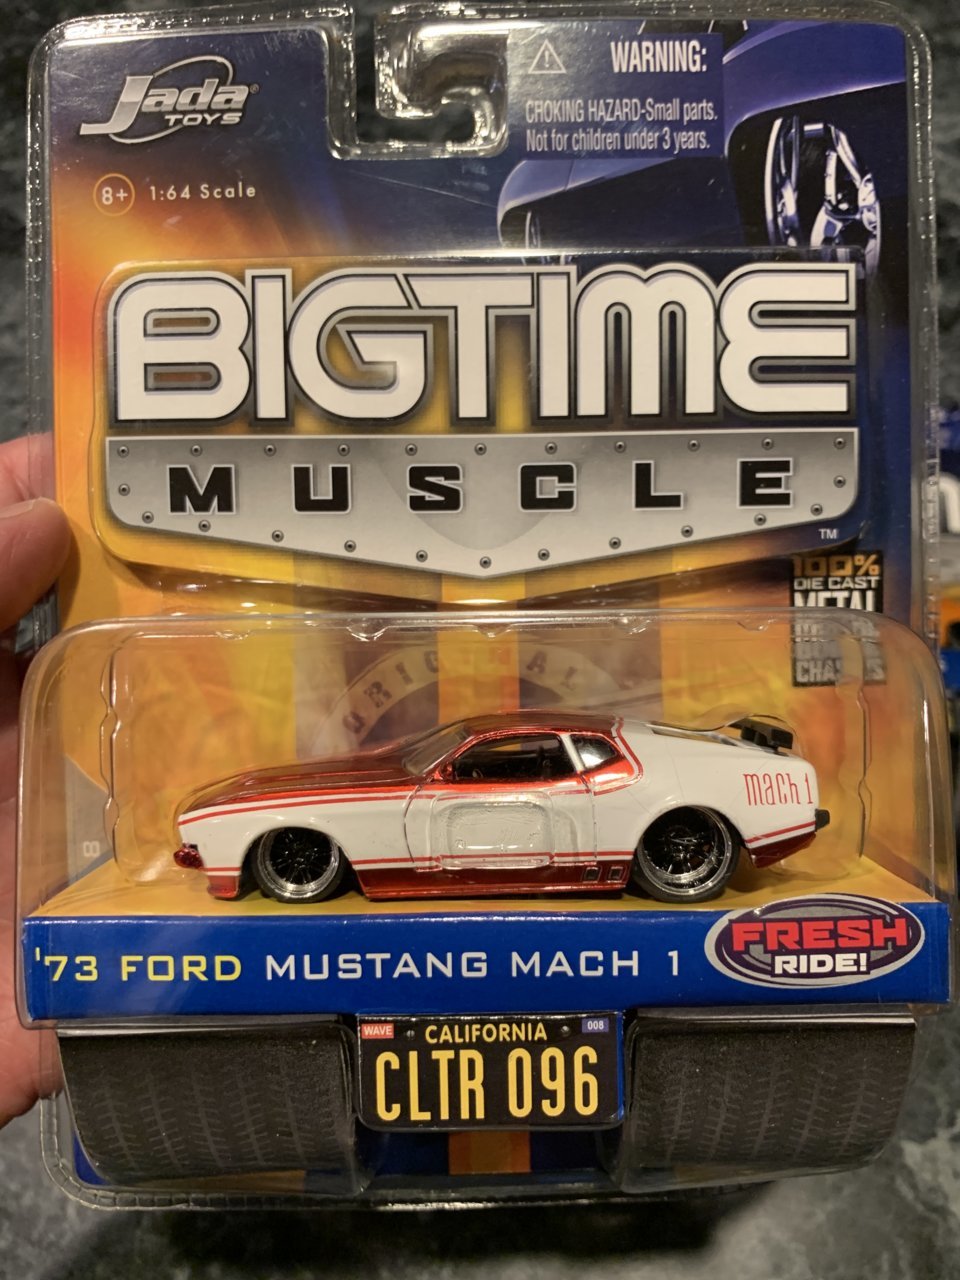 Jada®
TOYS
WARNING:
CHOKING HAZARD-Small parts.
Not for children under 3 years.
8+ 1:64 Scale
BIGTIME
MUSCLE
TM
100%
DIE CAST
METAL
CHASSIS
ORIGINAL
mach 1
'73 FORD MUSTANG MACH 1
FRESH
RIDE!
WAVE CALIFORNIA 008
CLTR 096